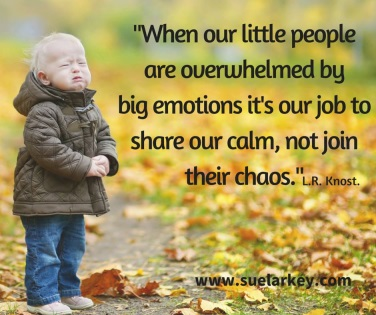 "When our little people
are overwhelmed by
big emotions it's our job to
share our calm, not join
their chaos."L.R. Knost.
www.suelarkey.com